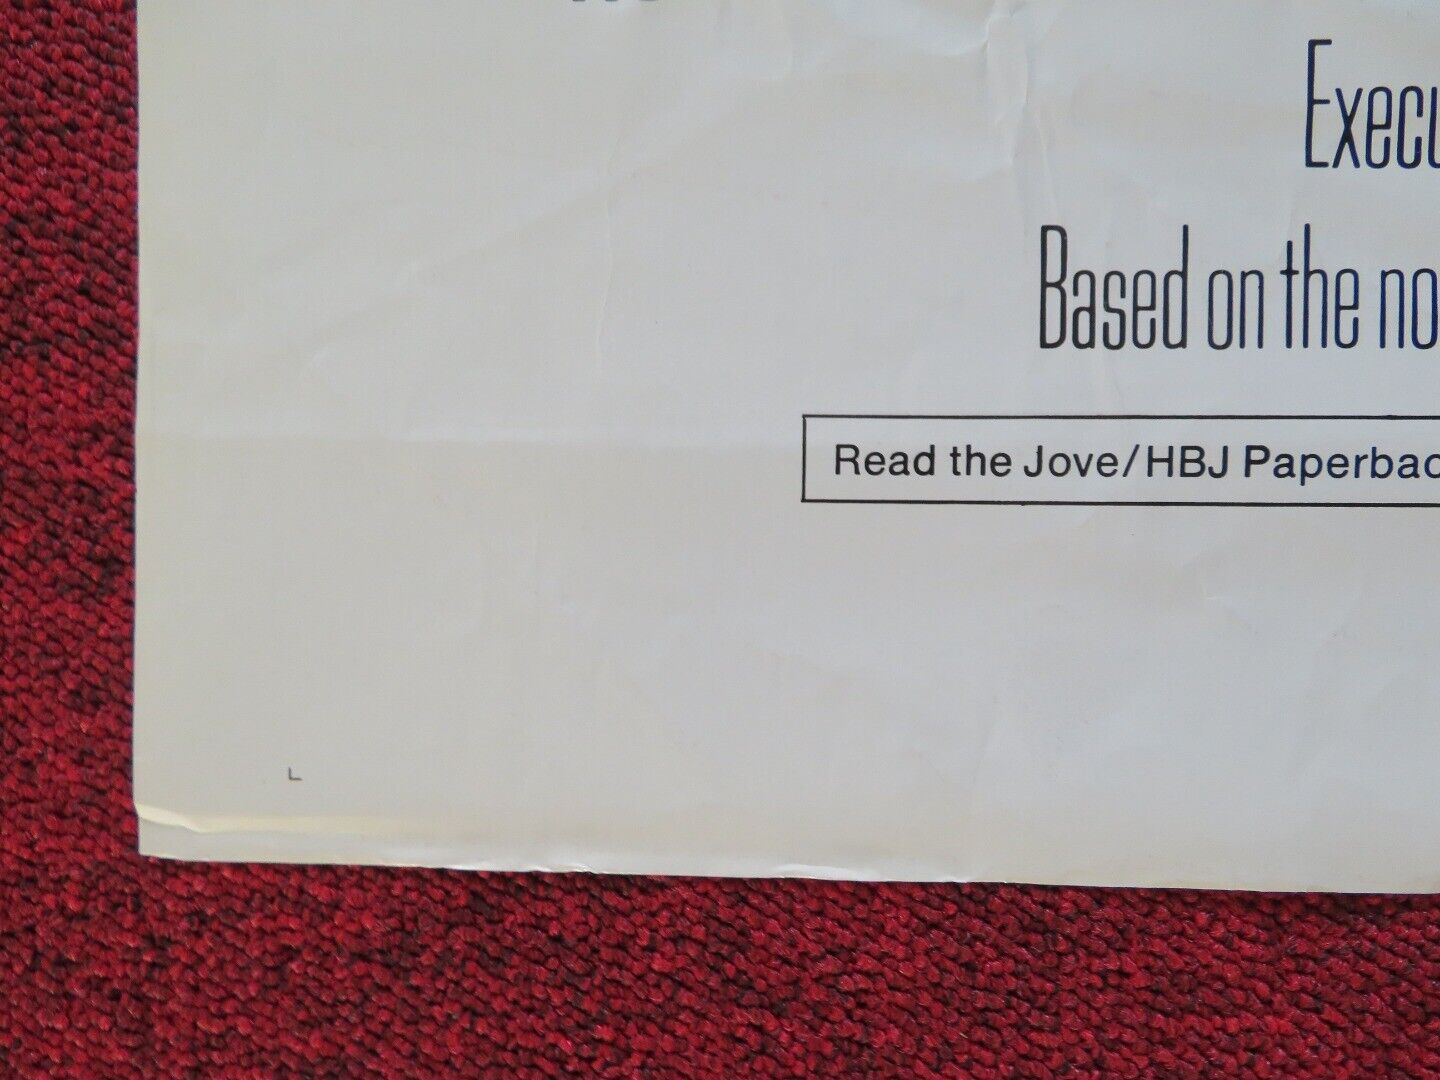 Execu
Based on the no
Read the Jove/HBJ Paperbac
L